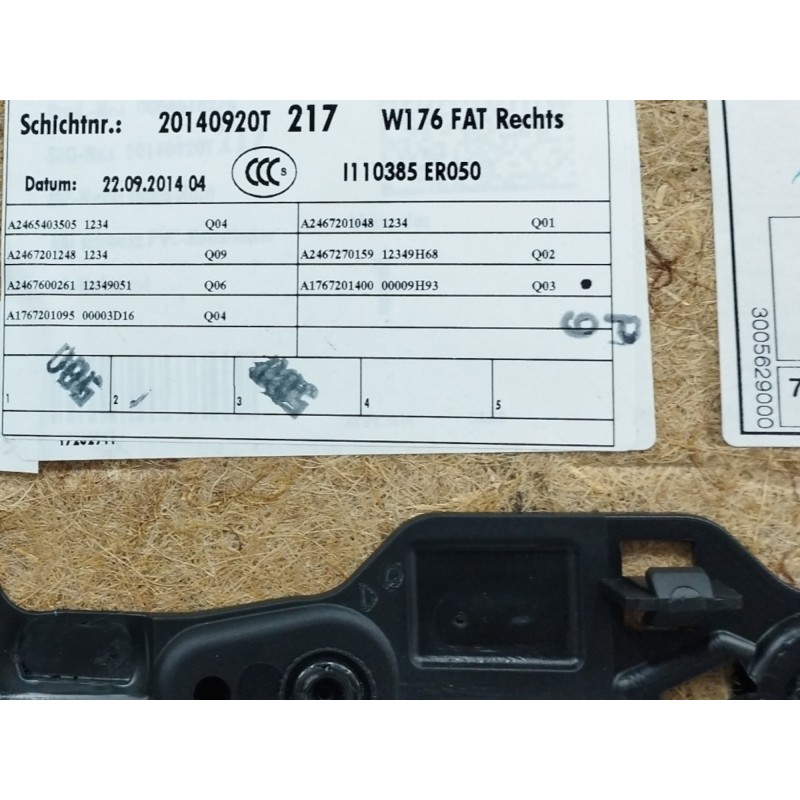 Schichtnr.: 20140920T 217 W176 FAT Rechts
Datum: 22.09.2014 04 CCC S I110385 ER050
A2465403505 1234 Q04 A2467201048 1234 Q01
A2467201248 1234 Q09 A2467270159 12349H68 Q02
A2467600261 12349051 Q06 A1767201400 00009H93 Q03
A1767201095 00003D16 Q04
1 2 3 4 5
3005629000
7